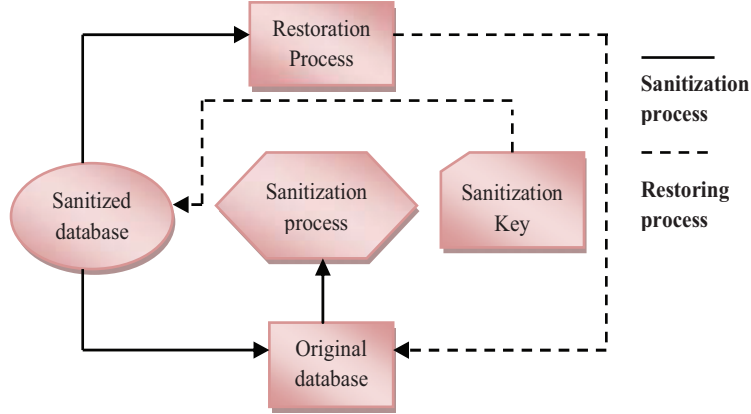 Restoration
Process
Sanitization
process
Restoring
process
Sanitized
database
Sanitization
process
Sanitization
Key
Original
database